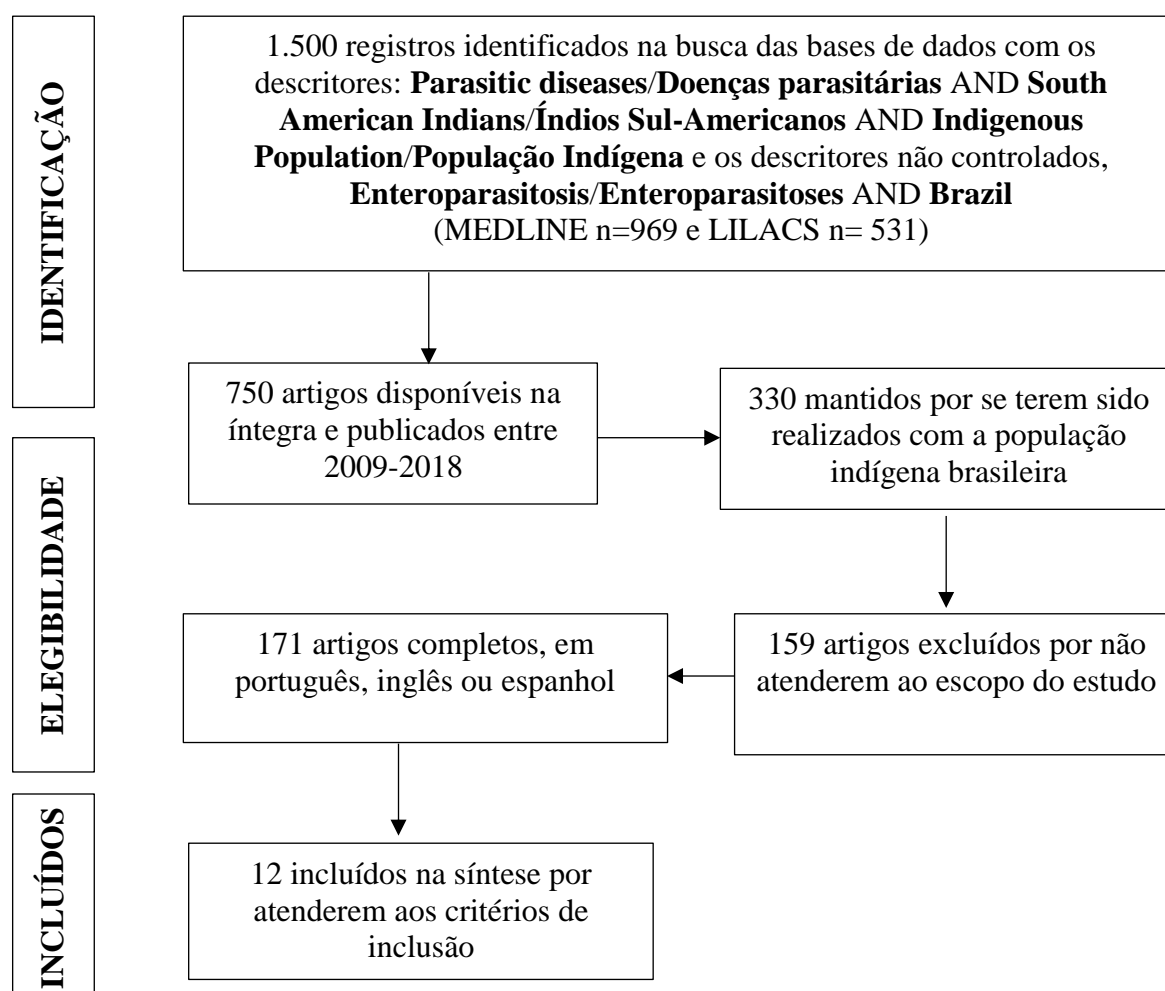 IDENTIFICAÇÃO
1.500 registros identificados na busca das bases de dados com os
descritores: Parasitic diseases/Doenças parasitárias AND South
American Indians/Índios Sul-Americanos AND Indigenous
Population/População Indígena e os descritores não controlados,
Enteroparasitosis/Enteroparasitoses AND Brazil
(MEDLINE n=969 e LILACS n= 531)
750 artigos disponíveis na
íntegra e publicados entre
2009-2018
330 mantidos por se terem sido
realizados com a população
indígena brasileira
ELEGIBILIDADE
171 artigos completos, em
português, inglês ou espanhol
159 artigos excluídos por não
atenderem ao escopo do estudo
INCLUÍDOS
12 incluídos na síntese por
atenderem aos critérios de
inclusão